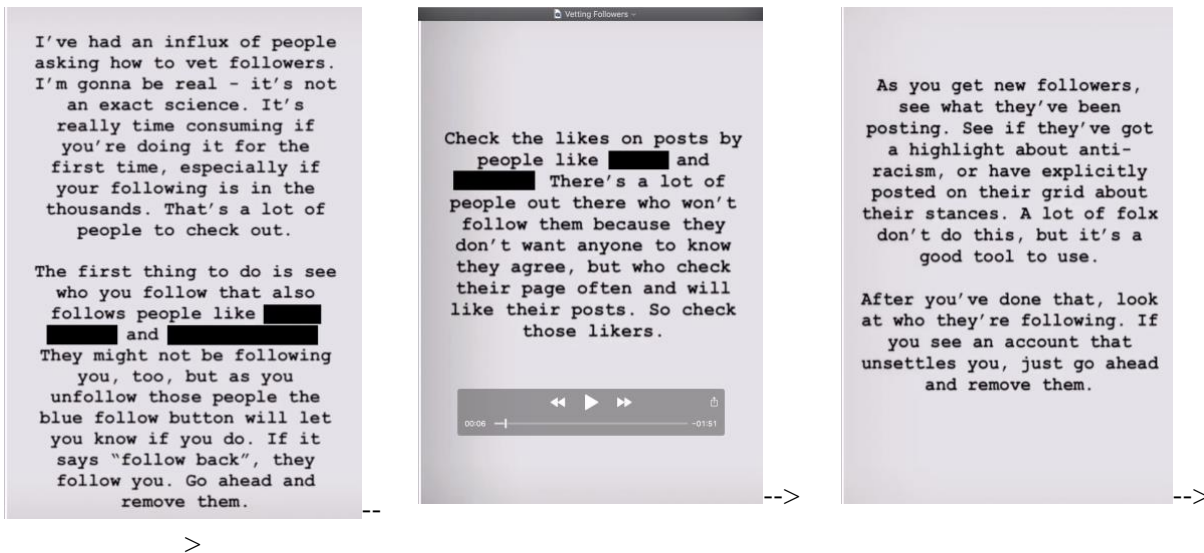 I've had an influx of people
asking how to vet followers.
I'm gonna be real - it's not
an exact science. It's
really time consuming if
you're doing it for the
first time, especially if
your following is in the
thousands. That's a lot of
people to check out.
The first thing to do is see
who you follow that also
follows people like
and
They might not be following
you, too, but as you
unfollow those people the
blue follow button will let
you know if you do. If it
says “follow back”, they
follow you. Go ahead and
remove them.
-->
Vetting Followers
Check the likes on posts by
people like and
There's a lot of
people out there who won't
follow them because they
don't want anyone to know
they agree, but who check
their page often and will
like their posts. So check
those likers.
00:06 -01:51
-->
As you get new followers,
see what they've been
posting. See if they've got
a highlight about anti-
racism, or have explicitly
posted on their grid about
their stances. A lot of folx
don't do this, but it's a
good tool to use.
After you've done that, look
at who they're following. If
you see an account that
unsettles you, just go ahead
and remove them.
-->